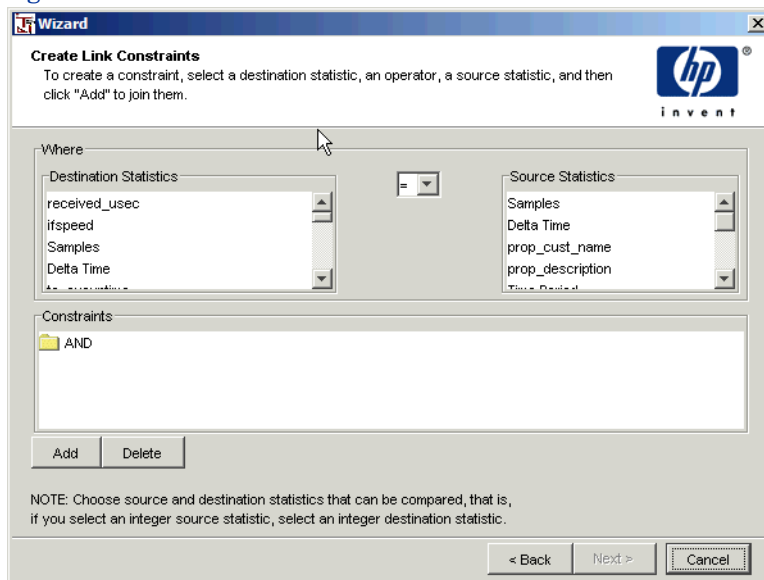 Wizard
Create Link Constraints
To create a constraint, select a destination statistic, an operator, a source statistic, and then
click "Add" to join them.
hp
®
invent
Where
Destination Statistics
received_usec
ifspeed
Samples
Delta Time
=
Source Statistics
Samples
Delta Time
prop_cust_name
prop_description
Time Period
Constraints
AND
Add
Delete
NOTE: Choose source and destination statistics that can be compared, that is,
if you select an integer source statistic, select an integer destination statistic.
< Back
Next >
Cancel